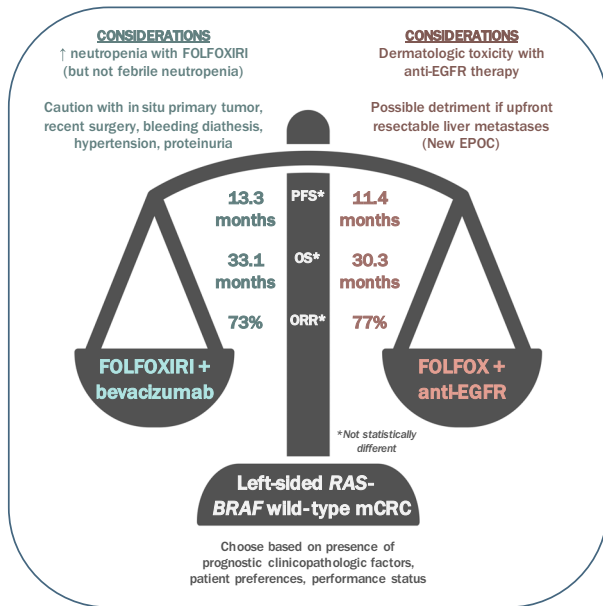 CONSIDERATIONS
↑ neutropenia with FOLFOXIRI
(but not febrile neutropenia)
Caution with in situ primary tumor,
recent surgery, bleeding diathesis,
hypertension, proteinuria
CONSIDERATIONS
Dermatologic toxicity with
anti-EGFR therapy
Possible detriment if upfront
resectable liver metastases
(New EPOC)
13.3
months
PFS*
11.4
months
33.1
months
OS*
30.3
months
73%
ORR*
77%
FOLFOXIRI +
bevacizumab
FOLFOX +
anti-EGFR
*Not statistically
different
Left-sided RAS-
BRAF wild-type mCRC
Choose based on presence of
prognostic clinicopathologic factors,
patient preferences, performance status